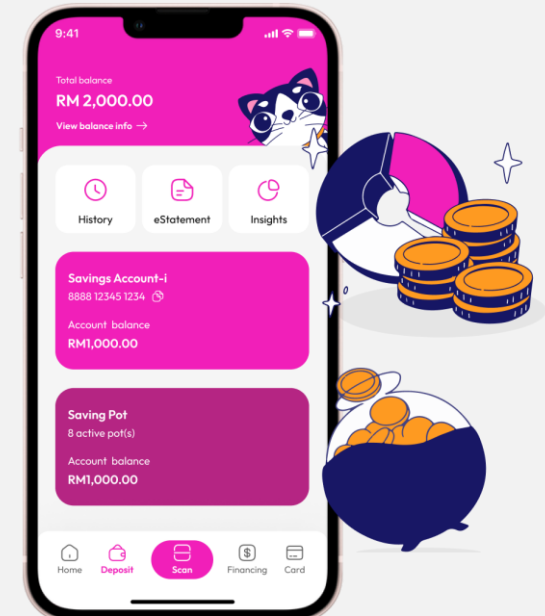 9:41
Total balance
RM 2,000.00
View balance info →
History
eStatement
Insights
Savings Account-i
8888 12345 1234
Account balance
RM1,000.00
Saving Pot
8 active pot(s)
Account balance
RM1,000.00
Home
Deposit
Scan
Financing
Card